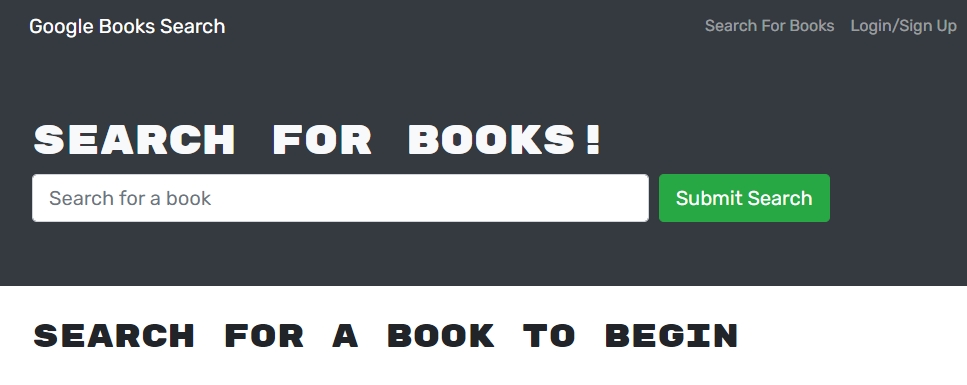 Google Books Search
Search For Books
Login/Sign Up
SEARCH FOR BOOKS!
Search for a book
Submit Search
SEARCH FOR A BOOK TO BEGIN